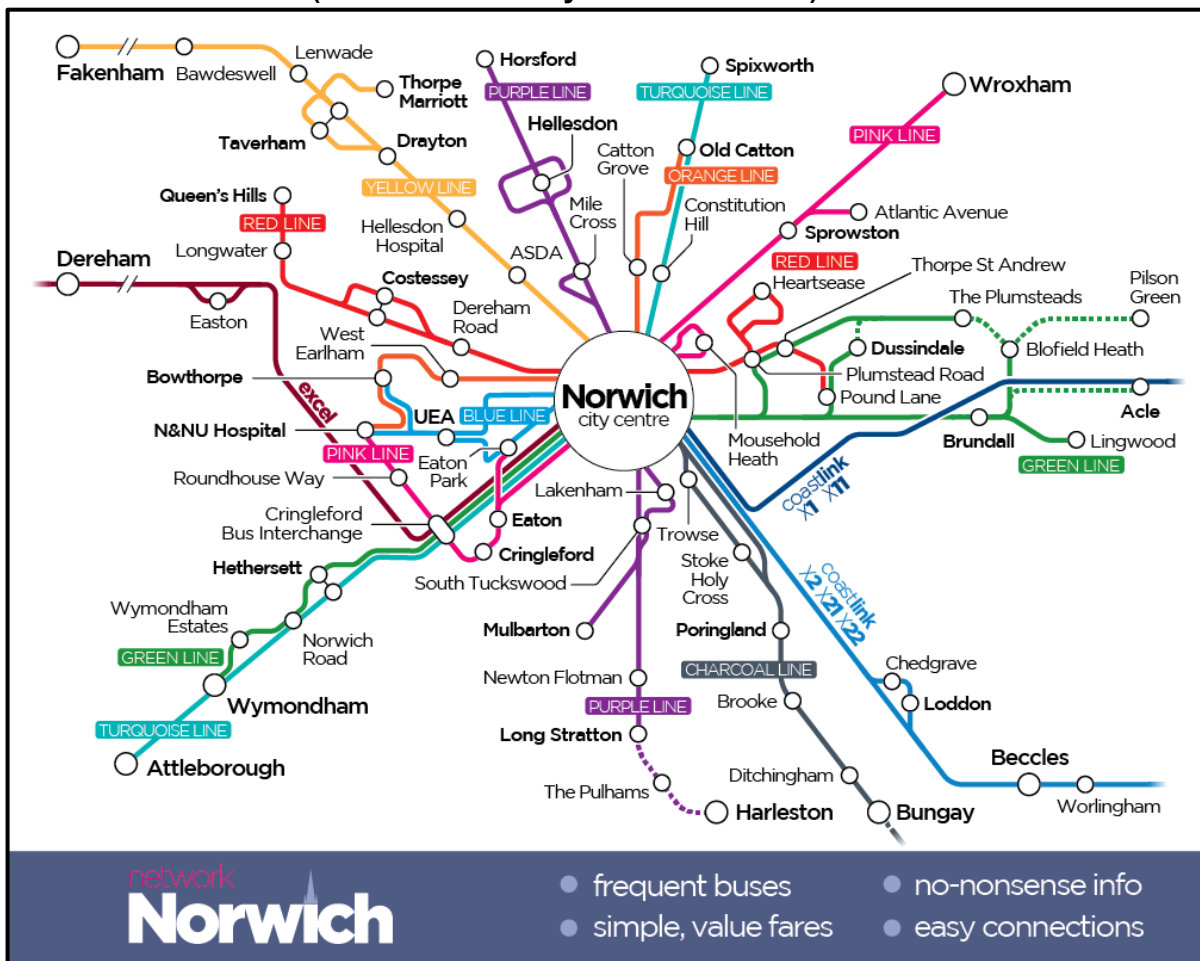 Fakenham
Bawdeswell
Lenwade
Thorpe
Marriott
Taverham
Drayton
YELLOW LINE
Hellesdon
Hospital
ASDA
Horsford
PURPLE LINE
Hellesdon
Mile
Cross
Spixworth
TURQUOISE LINE
Catton
Grove
Old Catton
ORANGE LINE
Constitution
Hill
Wroxham
PINK LINE
Atlantic Avenue
Sprowston
RED LINE
Heartsease
Thorpe St Andrew
The Plumsteads
Pilson
Green
Queen's Hills
RED LINE
Longwater
Dereham
Easton
Costessey
Dereham
Road
West
Earlham
Bowthorpe
excel
UEA
BLUE LINE
N&NU Hospital
PINK LINE
Eaton
Park
Roundhouse Way
Cringleford
Bus Interchange
Eaton
Cringleford
Norwich
city centre
Dussindale
Blofield Heath
Plumstead Road
Pound Lane
Acle
Brundall
Lingwood
GREEN LINE
Mousehold
Heath
coastlink
X1 X11
Lakenham
Trowse
South Tuckswood
Stoke
Holy
Cross
coastlink
X2 X21 X22
Hethersett
Wymondham
Estates
Norwich
Road
GREEN LINE
Wymondham
TURQUOISE LINE
Attleborough
Mulbarton
Poringland
CHARCOAL LINE
Newton Flotman
PURPLE LINE
Brooke
Chedgrave
Loddon
Long Stratton
Ditchingham
Beccles
The Pulhams
Harleston
Bungay
Worlingham
network
Norwich
frequent buses
no-nonsense info
simple, value fares
easy connections